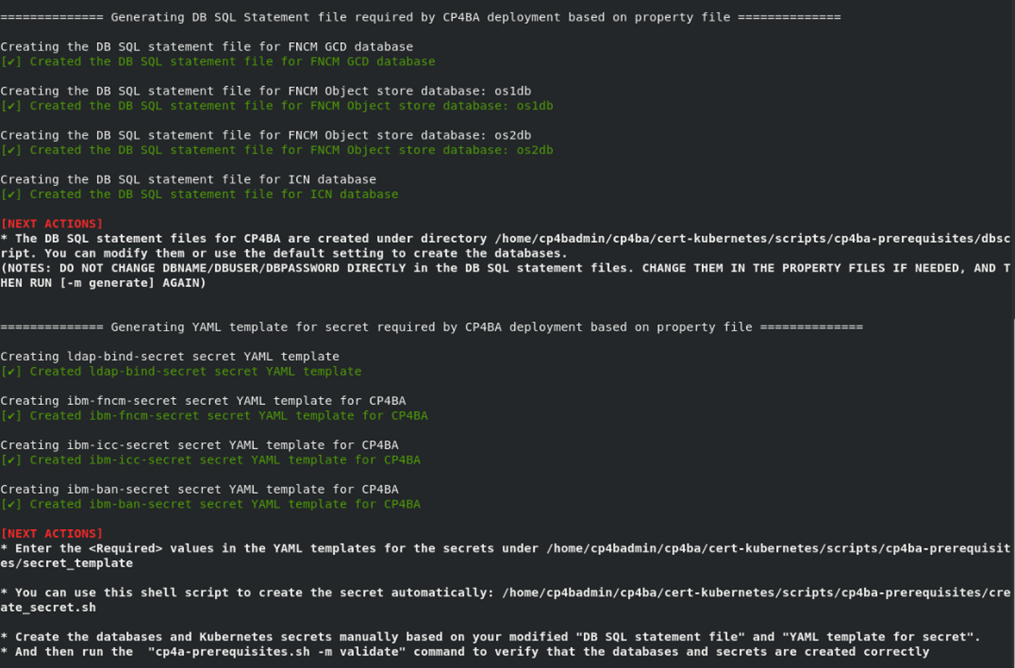 ============== Generating DB SQL Statement file required by CP4BA deployment based on property file ==============
Creating the DB SQL statement file for FNCM GCD database
[✔] Created the DB SQL statement file for FNCM GCD database
Creating the DB SQL statement file for FNCM Object store database: os1db
[✔] Created the DB SQL statement file for FNCM Object store database: os1db
Creating the DB SQL statement file for FNCM Object store database: os2db
[✔] Created the DB SQL statement file for FNCM Object store database: os2db
Creating the DB SQL statement file for ICN database
[✔] Created the DB SQL statement file for ICN database
[NEXT ACTIONS]
* The DB SQL statement files for CP4BA are created under directory /home/cp4badmin/cp4ba/cert-kubernetes/scripts/cp4ba-prerequisites/dbsc
ript. You can modify them or use the default setting to create the databases.
(NOTES: DO NOT CHANGE DBNAME/DBUSER/DBPASSWORD DIRECTLY in the DB SQL statement files. CHANGE THEM IN THE PROPERTY FILES IF NEEDED, AND T
HEN RUN [-m generate] AGAIN)
============== Generating YAML template for secret required by CP4BA deployment based on property file ==============
Creating ldap-bind-secret secret YAML template
[✔] Created ldap-bind-secret secret YAML template
Creating ibm-fncm-secret secret YAML template for CP4BA
[✔] Created ibm-fncm-secret secret YAML template for CP4BA
Creating ibm-icc-secret secret YAML template for CP4BA
[✔] Created ibm-icc-secret secret YAML template for CP4BA
Creating ibm-ban-secret secret YAML template for CP4BA
[✔] Created ibm-ban-secret secret YAML template for CP4BA
[NEXT ACTIONS]
* Enter the <Required> values in the YAML templates for the secrets under /home/cp4badmin/cp4ba/cert-kubernetes/scripts/cp4ba-prerequisit
es/secret_template
* You can use this shell script to create the secret automatically: /home/cp4badmin/cp4ba/cert-kubernetes/scripts/cp4ba-prerequisites/cre
ate_secret.sh
* Create the databases and Kubernetes secrets manually based on your modified "DB SQL statement file" and "YAML template for secret".
* And then run the  "cp4a-prerequisites.sh -m validate" command to verify that the databases and secrets are created correctly